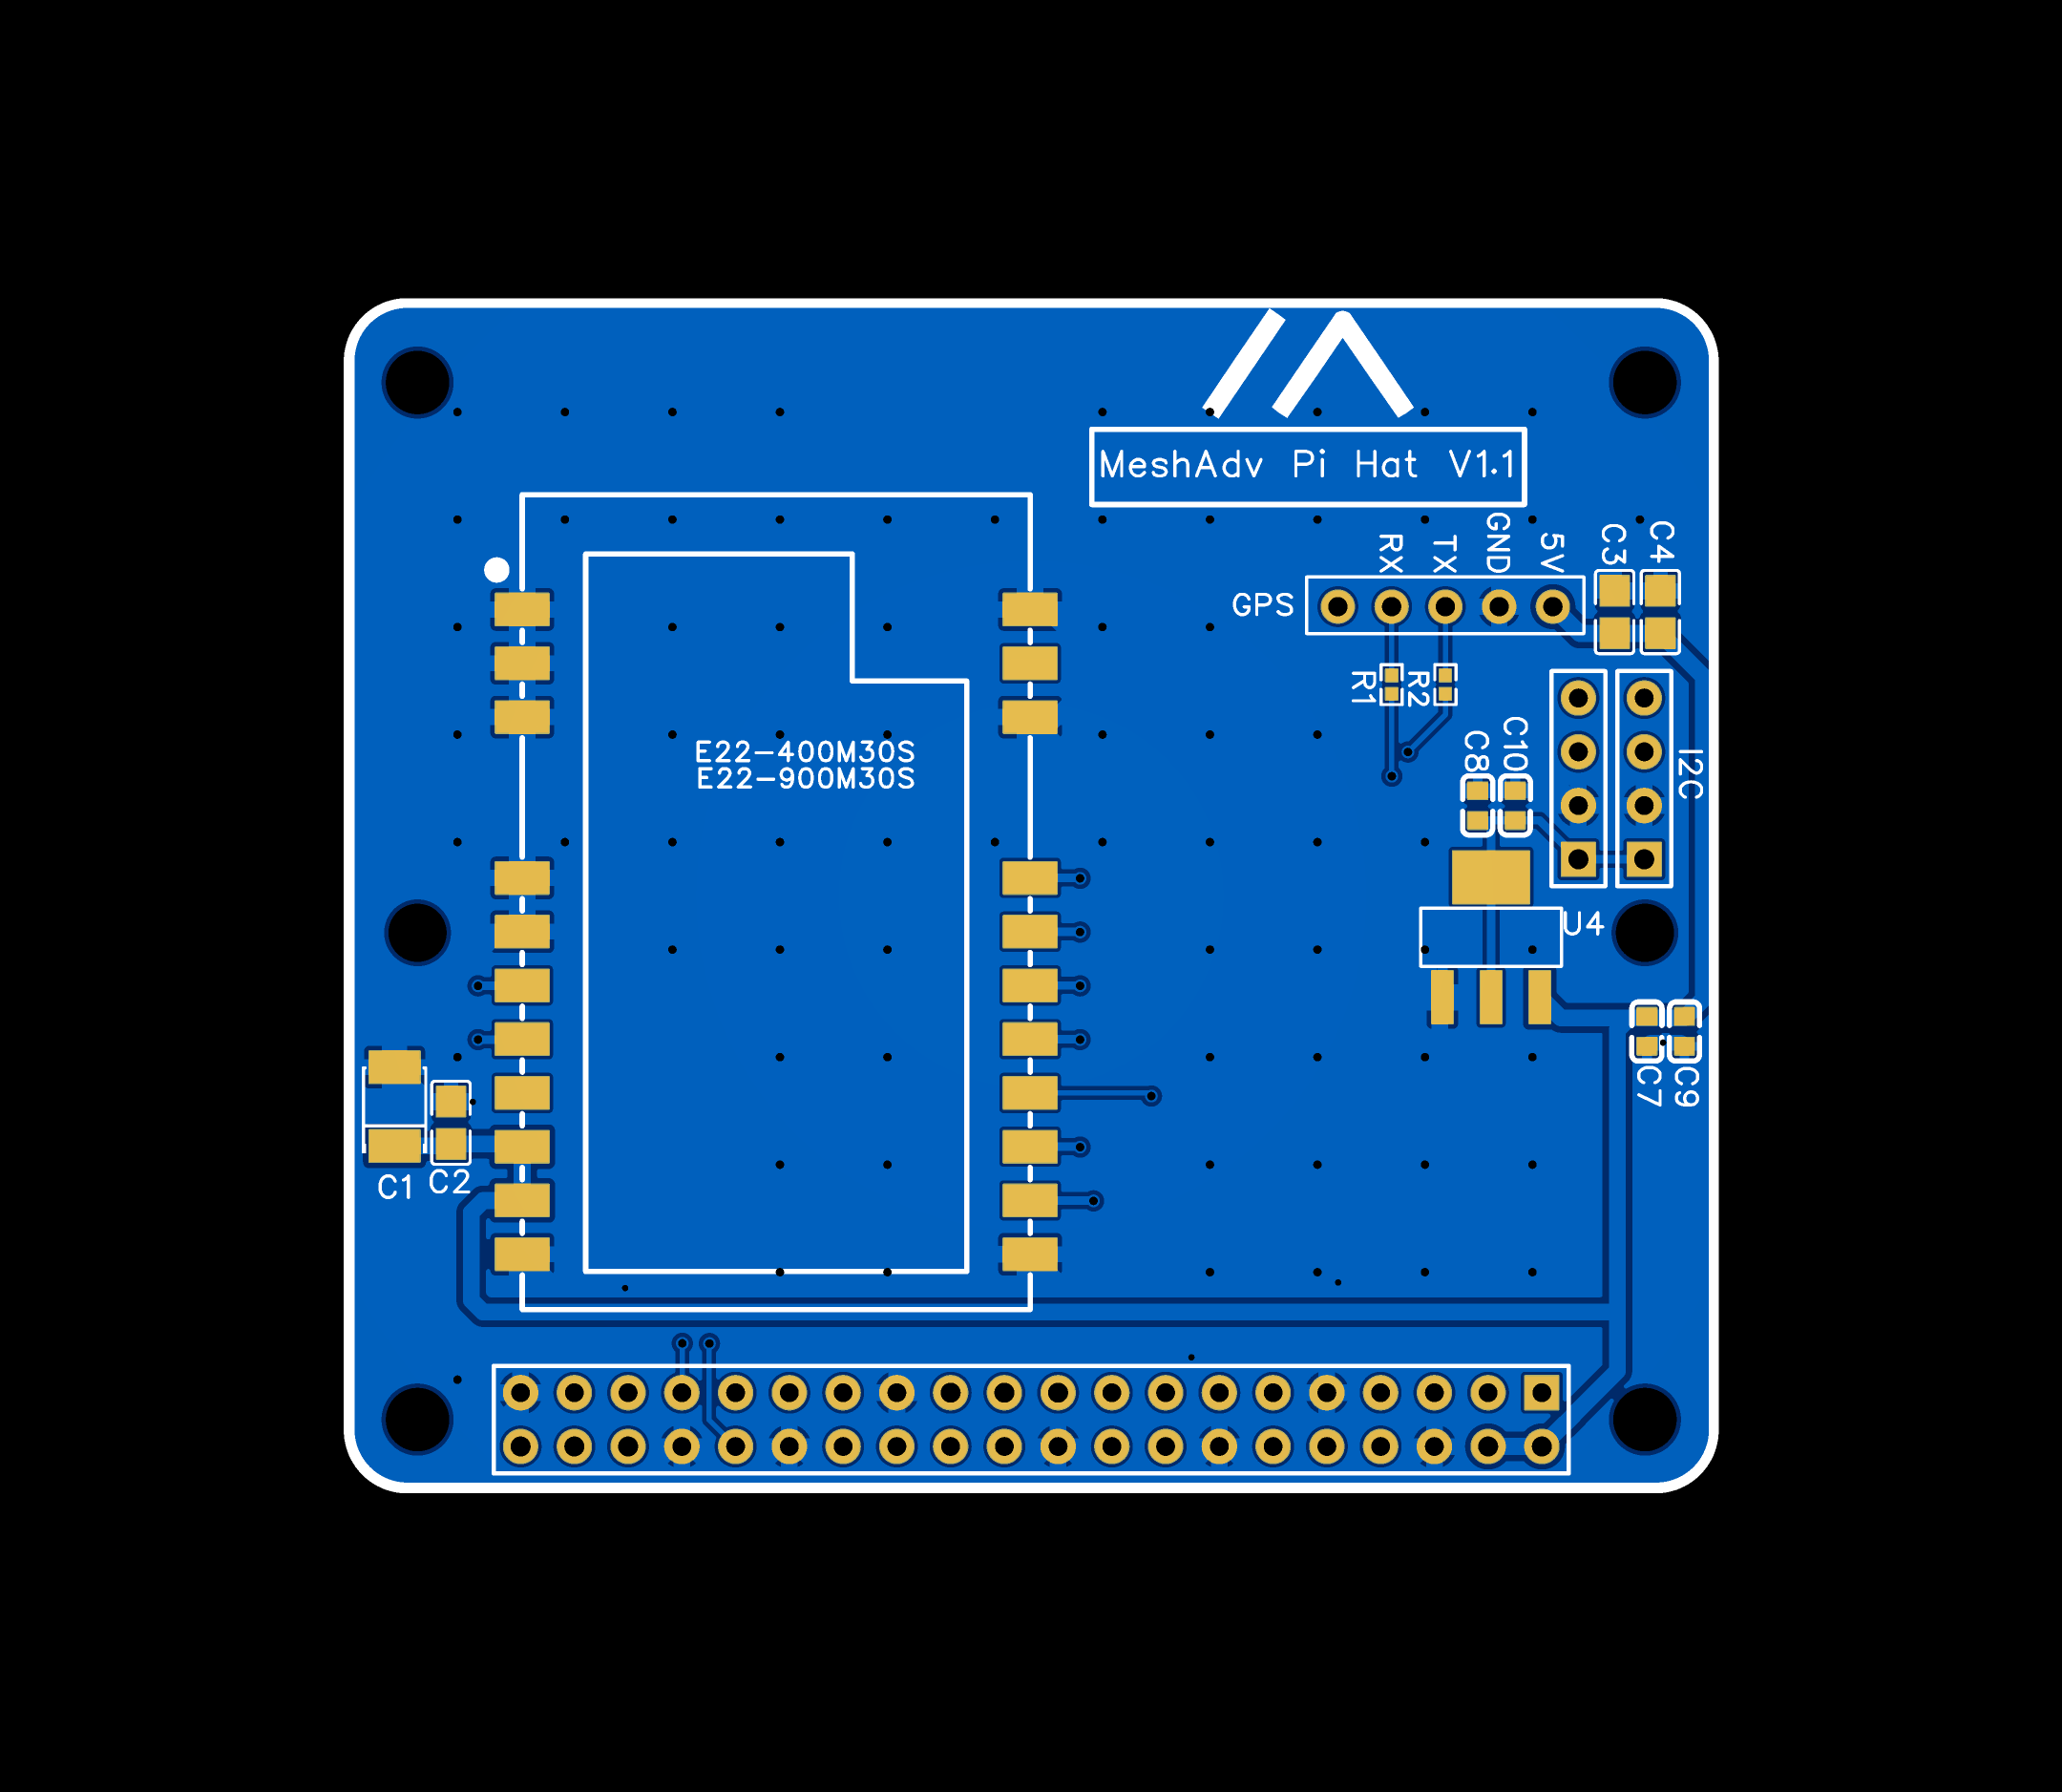 MeshAdv Pi Hat V1.1
RX
TX
GND
5V
C3
C4
GPS
R1
R2
C8
C10
I2C
E22-400M30S
E22-900M30S
U4
C7
C9
C1
C2